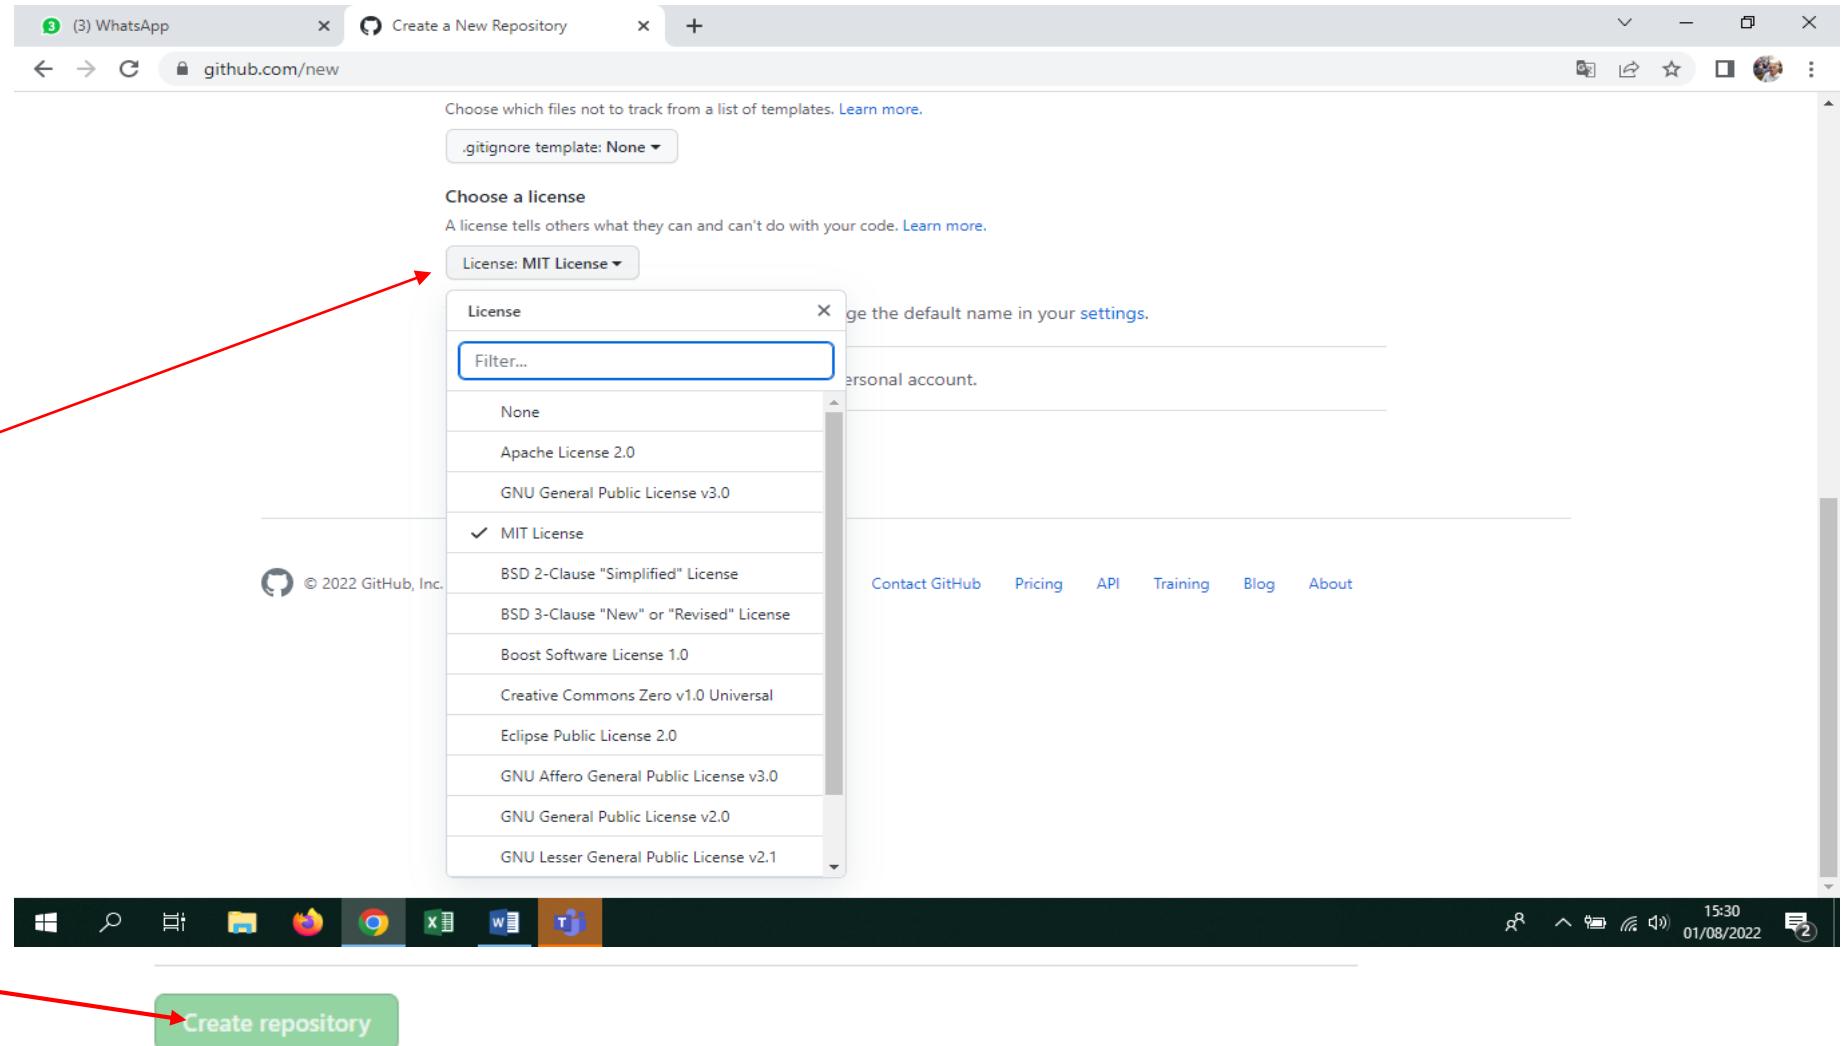 3 (3) WhatsApp
Create a New Repository
github.com/new
Choose which files not to track from a list of templates. Learn more.
.gitignore template: None
Choose a license
A license tells others what they can and can't do with your code. Learn more.
License: MIT License
License
ge the default name in your settings.
Filter...
ersonal account.
None
Apache License 2.0
GNU General Public License v3.0
MIT License
BSD 2-Clause "Simplified" License
© 2022 GitHub, Inc.
Contact GitHub Pricing API Training Blog About
BSD 3-Clause "New" or "Revised" License
Boost Software License 1.0
Creative Commons Zero v1.0 Universal
Eclipse Public License 2.0
GNU Affero General Public License v3.0
GNU General Public License v2.0
GNU Lesser General Public License v2.1
15:30
01/08/2022
2
Create repository